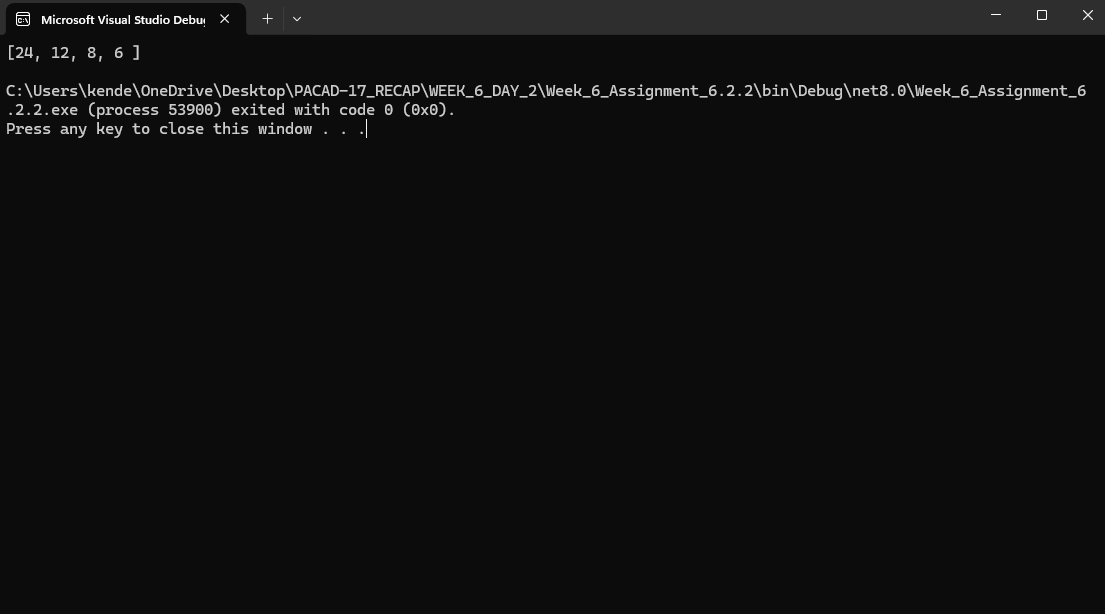 Microsoft Visual Studio Debu
[24, 12, 8, 6 ]
C:\Users\kende\OneDrive\Desktop\PACAD-17_RECAP\WEEK_6_DAY_2\Week_6_Assignment_6.2.2\bin\Debug\net8.0\Week_6_Assignment_6
.2.2.exe (process 53900) exited with code 0 (0x0).
Press any key to close this window . . .